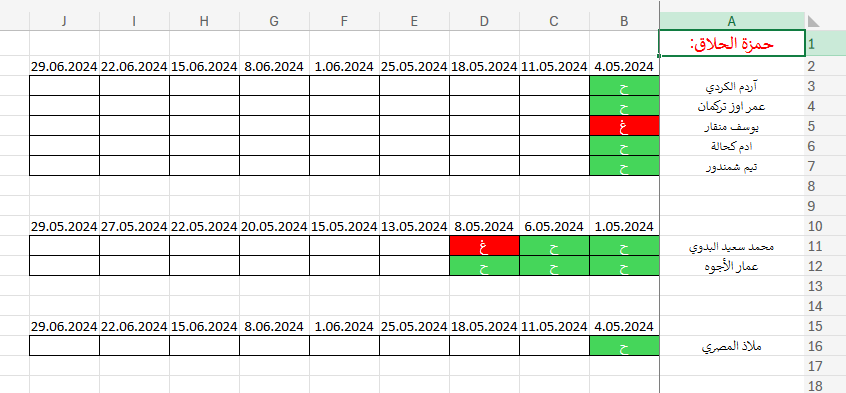 A B C D E F G H I J
1 حمزة الحلاق:
2 4.05.2024 11.05.2024 18.05.2024 25.05.2024 1.06.2024 8.06.2024 15.06.2024 22.06.2024 29.06.2024
3 آردم الكردي ح
4 عمر اوز تركمان ح
5 يوسف منقار غ
6 ادم كحالة ح
7 تيم شمندور ح
8
9
10 1.05.2024 6.05.2024 8.05.2024 13.05.2024 15.05.2024 20.05.2024 22.05.2024 27.05.2024 29.05.2024
11 محمد سعيد البدوي ح ح غ
12 عمار الأجوه ح ح ح
13
14
15 4.05.2024 11.05.2024 18.05.2024 25.05.2024 1.06.2024 8.06.2024 15.06.2024 22.06.2024 29.06.2024
16 ملاذ المصري ح
17
18